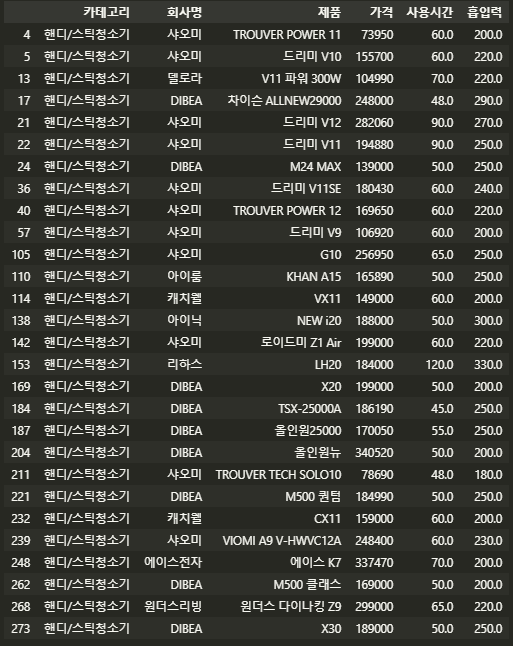 카테고리 회사명 제품 가격 사용시간 흡입력
4 핸디/스틱청소기 샤오미 TROUVER POWER 11 73950 60.0 200.0
5 핸디/스틱청소기 샤오미 드리미 V10 155700 60.0 220.0
13 핸디/스틱청소기 델로라 V11 파워 300W 104990 70.0 220.0
17 핸디/스틱청소기 DIBEA 차이슨 ALLNEW29000 248000 48.0 290.0
21 핸디/스틱청소기 샤오미 드리미 V12 282060 90.0 270.0
22 핸디/스틱청소기 샤오미 드리미 V11 194880 90.0 250.0
24 핸디/스틱청소기 DIBEA M24 MAX 139000 50.0 250.0
36 핸디/스틱청소기 샤오미 드리미 V11SE 180430 60.0 240.0
40 핸디/스틱청소기 샤오미 TROUVER POWER 12 169650 60.0 220.0
57 핸디/스틱청소기 샤오미 드리미 V9 106920 60.0 200.0
105 핸디/스틱청소기 샤오미 G10 256950 65.0 250.0
110 핸디/스틱청소기 아이룸 KHAN A15 165890 50.0 250.0
114 핸디/스틱청소기 캐치웰 VX11 149000 60.0 200.0
138 핸디/스틱청소기 아이닉 NEW i20 188000 50.0 300.0
142 핸디/스틱청소기 샤오미 로이드미 Z1 Air 199000 60.0 220.0
153 핸디/스틱청소기 리하스 LH20 184000 120.0 330.0
169 핸디/스틱청소기 DIBEA X20 199000 50.0 200.0
184 핸디/스틱청소기 DIBEA TSX-25000A 186190 45.0 250.0
187 핸디/스틱청소기 DIBEA 올인원25000 170050 55.0 250.0
204 핸디/스틱청소기 DIBEA 올인원뉴 340520 50.0 200.0
211 핸디/스틱청소기 샤오미 TROUVER TECH SOLO10 78690 48.0 180.0
221 핸디/스틱청소기 DIBEA M500 퀀텀 184990 50.0 250.0
232 핸디/스틱청소기 캐치웰 CX11 159000 60.0 200.0
239 핸디/스틱청소기 샤오미 VIOMI A9 V-HWVC12A 248400 60.0 230.0
248 핸디/스틱청소기 에이스전자 에이스 K7 337470 70.0 200.0
262 핸디/스틱청소기 DIBEA M500 클래스 169000 50.0 200.0
268 핸디/스틱청소기 원더스리빙 원더스 다이나킹 Z9 299000 65.0 220.0
273 핸디/스틱청소기 DIBEA X30 189000 50.0 250.0